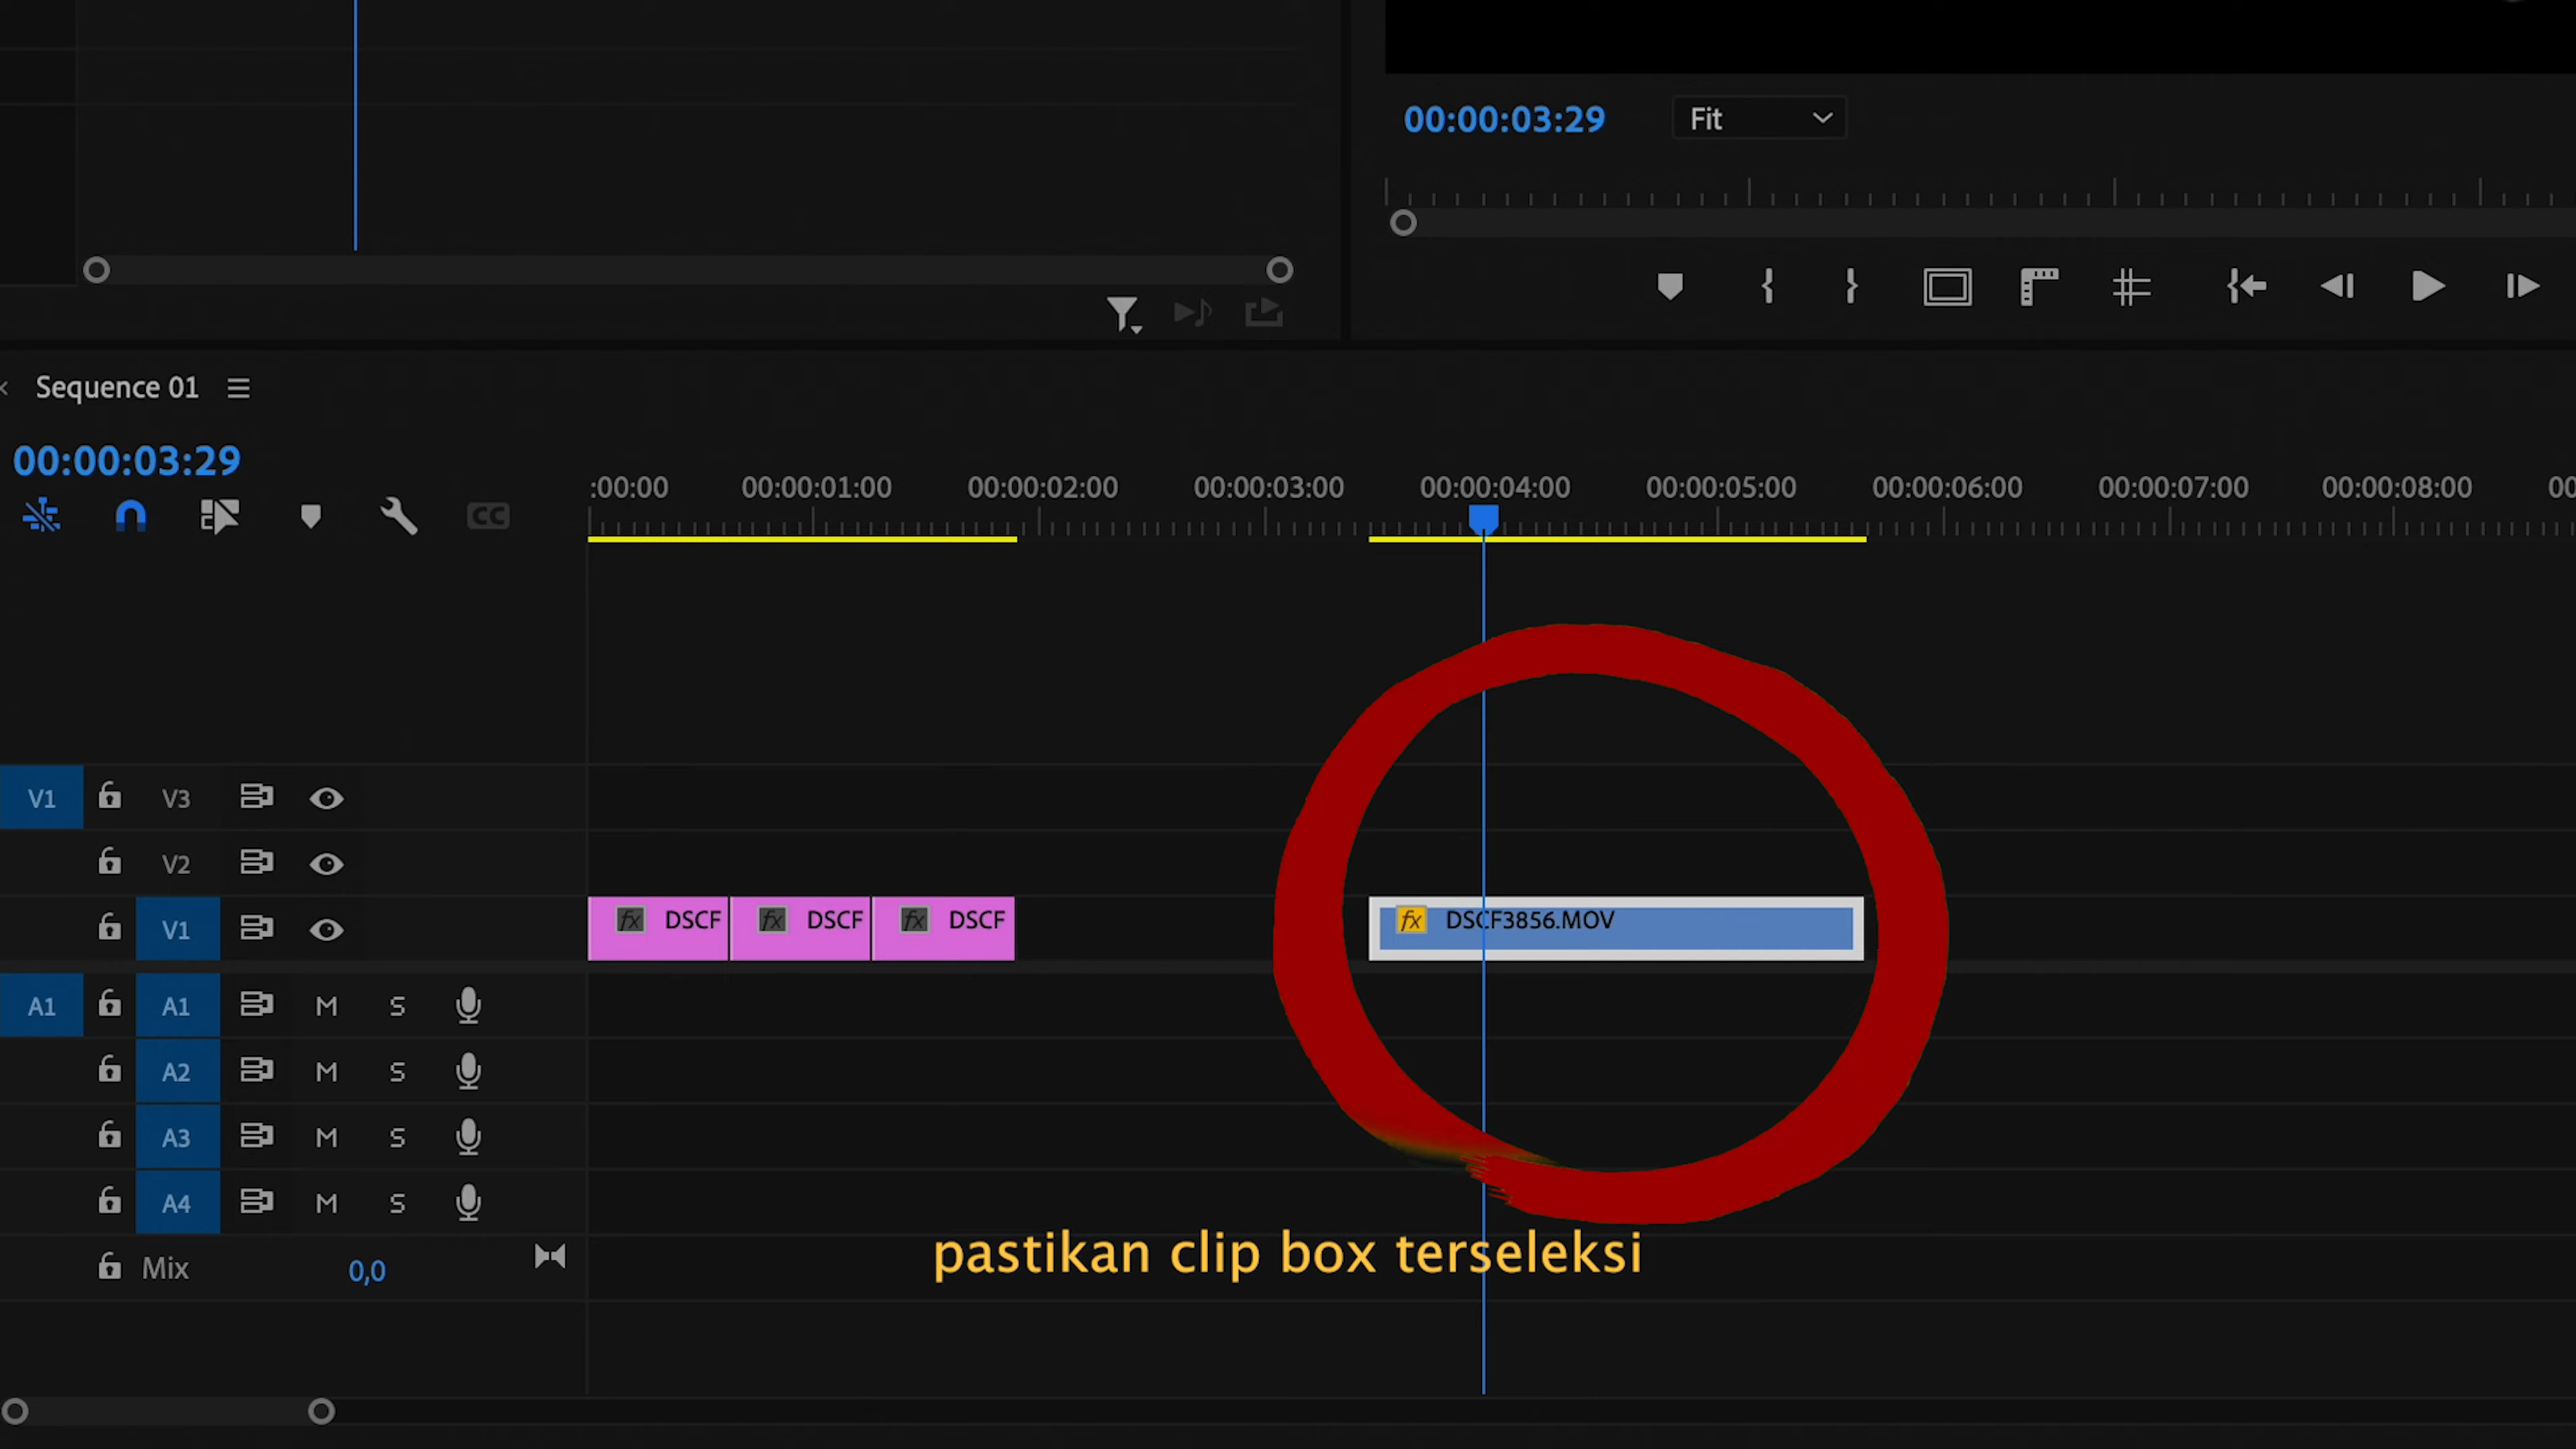 00:00:03:29
Fit
Sequence 01
00:00:03:29
:00:00 00:00:01:00 00:00:02:00 00:00:03:00 00:00:04:00 00:00:05:00 00:00:06:00 00:00:07:00 00:00:08:00 00
CC
V1 V3
V2
V1
fx DSCF fx DSCF fx DSCF fx DSCF3856.MOV
A1 A1 M S
A2 M S
A3 M S
A4 M S
pastikan clip box terseleksi
Mix 0,0